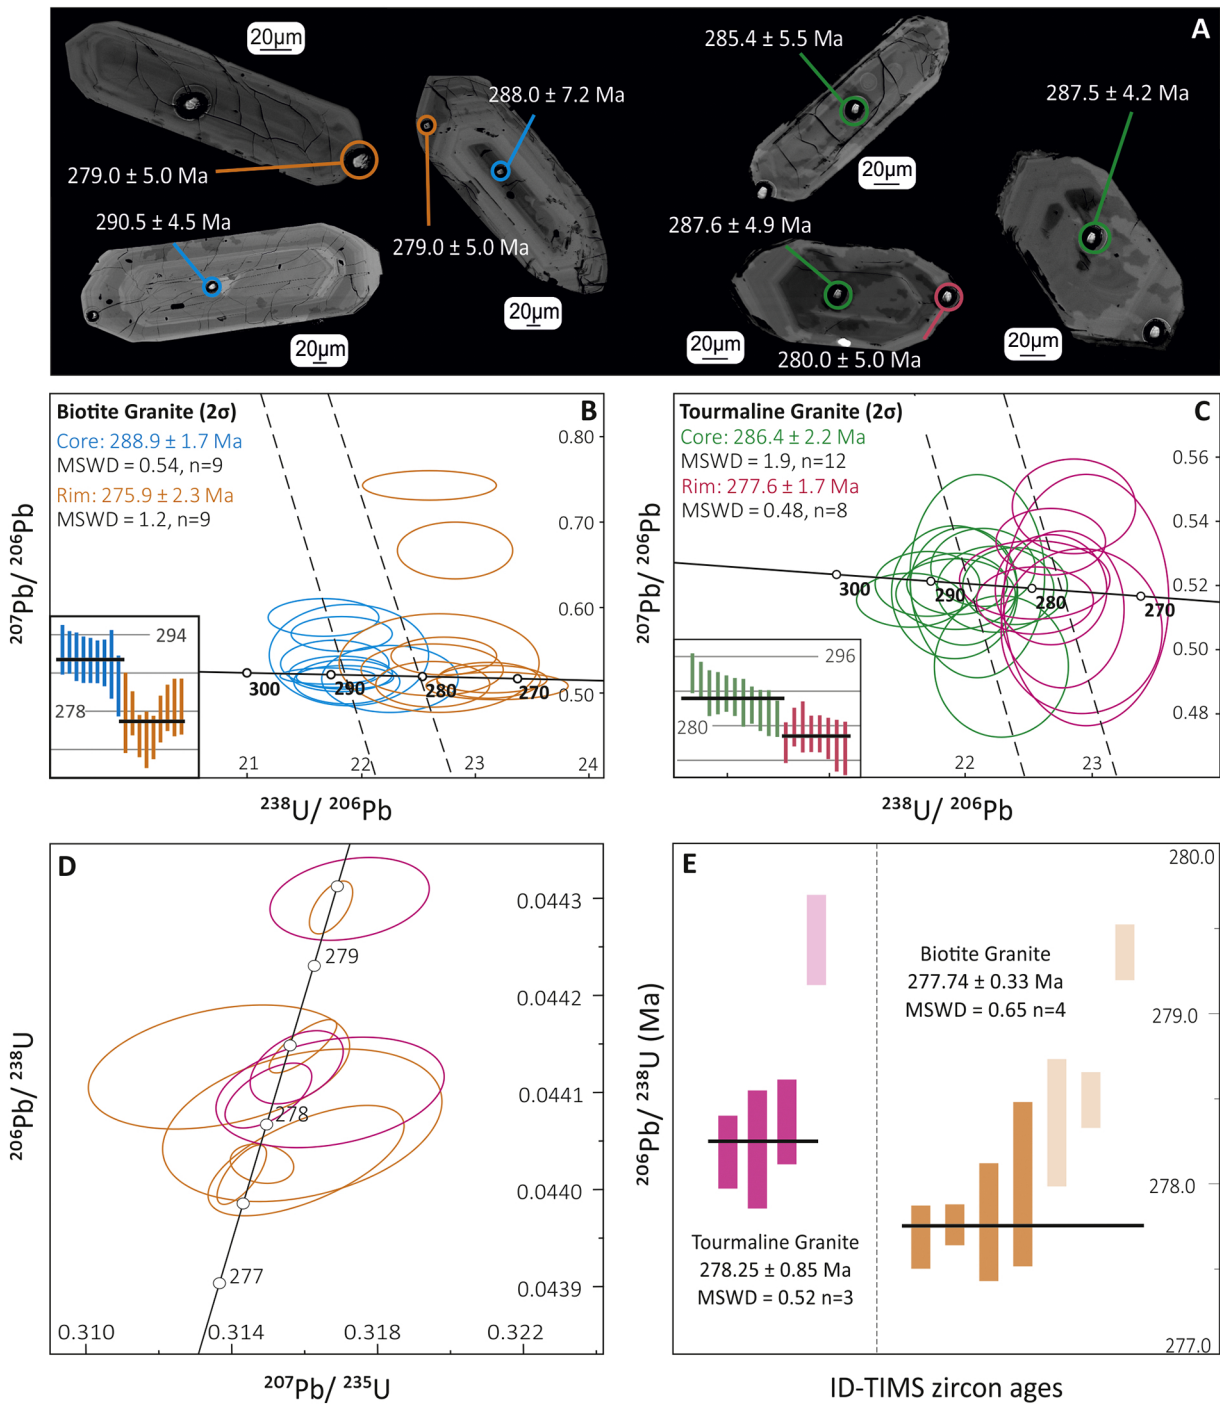 A
20µm
285.4 ± 5.5 Ma
288.0 ± 7.2 Ma
287.5 ± 4.2 Ma
279.0 ± 5.0 Ma
20µm
290.5 ± 4.5 Ma
287.6 ± 4.9 Ma
279.0 ± 5.0 Ma
20µm
20µm
20µm
20µm
280.0 ± 5.0 Ma
B
Biotite Granite (2σ)
Core: 288.9 ± 1.7 Ma
MSWD = 0.54, n=9
Rim: 275.9 ± 2.3 Ma
MSWD = 1.2, n=9
0.80
0.70
0.60
0.50
207Pb/ 206Pb
294
278
300
290
280
270
21
22
23
24
238U/ 206Pb
C
Tourmaline Granite (2σ)
Core: 286.4 ± 2.2 Ma
MSWD = 1.9, n=12
Rim: 277.6 ± 1.7 Ma
MSWD = 0.48, n=8
0.56
0.54
0.52
0.50
0.48
207Pb/ 206Pb
300
290
280
270
296
280
22
23
238U/ 206Pb
D
0.0443
279
0.0442
0.0441
278
0.0440
277
0.0439
206Pb/ 238U
0.310
0.314
0.318
0.322
207Pb/ 235U
E
280.0
Biotite Granite
277.74 ± 0.33 Ma
MSWD = 0.65 n=4
279.0
206Pb/ 238U (Ma)
278.0
Tourmaline Granite
278.25 ± 0.85 Ma
MSWD = 0.52 n=3
277.0
ID-TIMS zircon ages